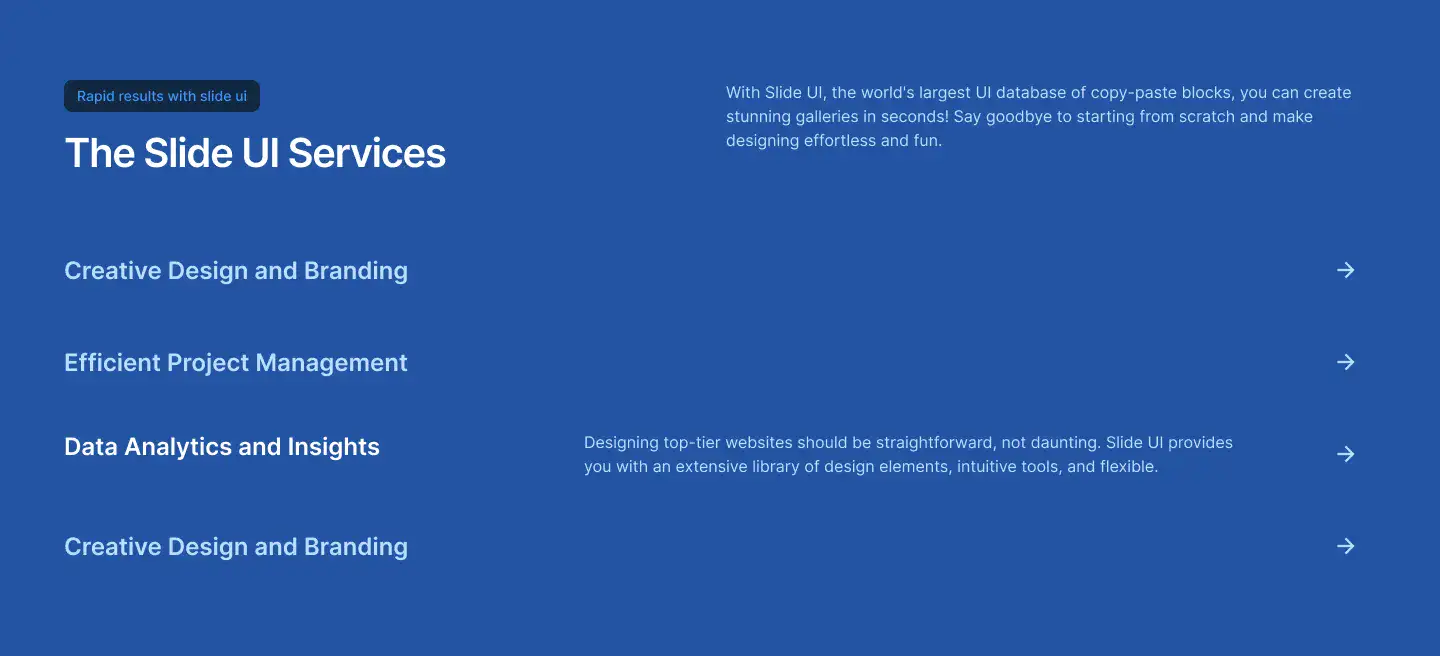 Rapid results with slide ui
The Slide UI Services
With Slide UI, the world's largest UI database of copy-paste blocks, you can create
stunning galleries in seconds! Say goodbye to starting from scratch and make
designing effortless and fun.
Creative Design and Branding
Efficient Project Management
Data Analytics and Insights
Designing top-tier websites should be straightforward, not daunting. Slide UI provides
you with an extensive library of design elements, intuitive tools, and flexible.
Creative Design and Branding